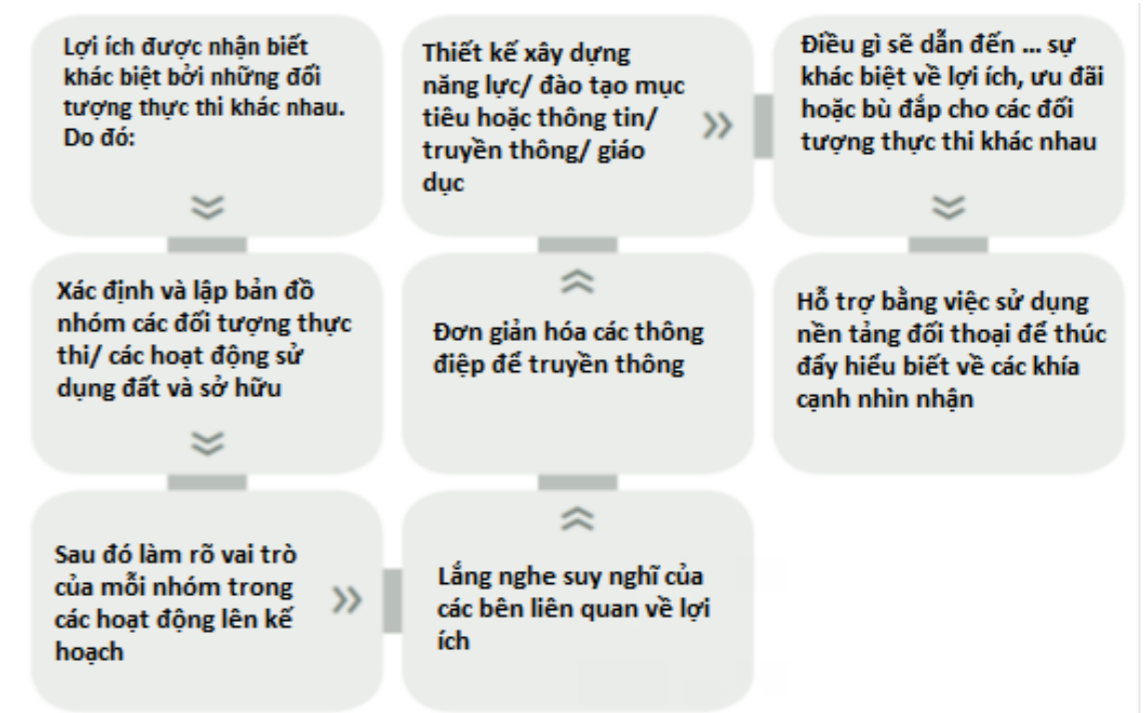 Lợi ích được nhận biết
khác biệt bởi những đối
tượng thực thi khác nhau.
Do đó:
Xác định và lập bản đồ
nhóm các đối tượng thực
thi/ các hoạt động sử
dụng đất và sở hữu
Sau đó làm rõ vai trò
của mỗi nhóm trong
các hoạt động lên kế
hoạch
Lắng nghe suy nghĩ của
các bên liên quan về lợi
ích
Đơn giản hóa các thông
điệp để truyền thông
Thiết kế xây dựng
năng lực/ đào tạo mục
tiêu hoặc thông tin/
truyền thông/ giáo
dục
Điều gì sẽ dẫn đến ... sự
khác biệt về lợi ích, ưu đãi
hoặc bù đắp cho các đối
tượng thực thi khác nhau
Hỗ trợ bằng việc sử dụng
nền tảng đối thoại để thúc
đẩy hiểu biết về các khía
cạnh nhìn nhận